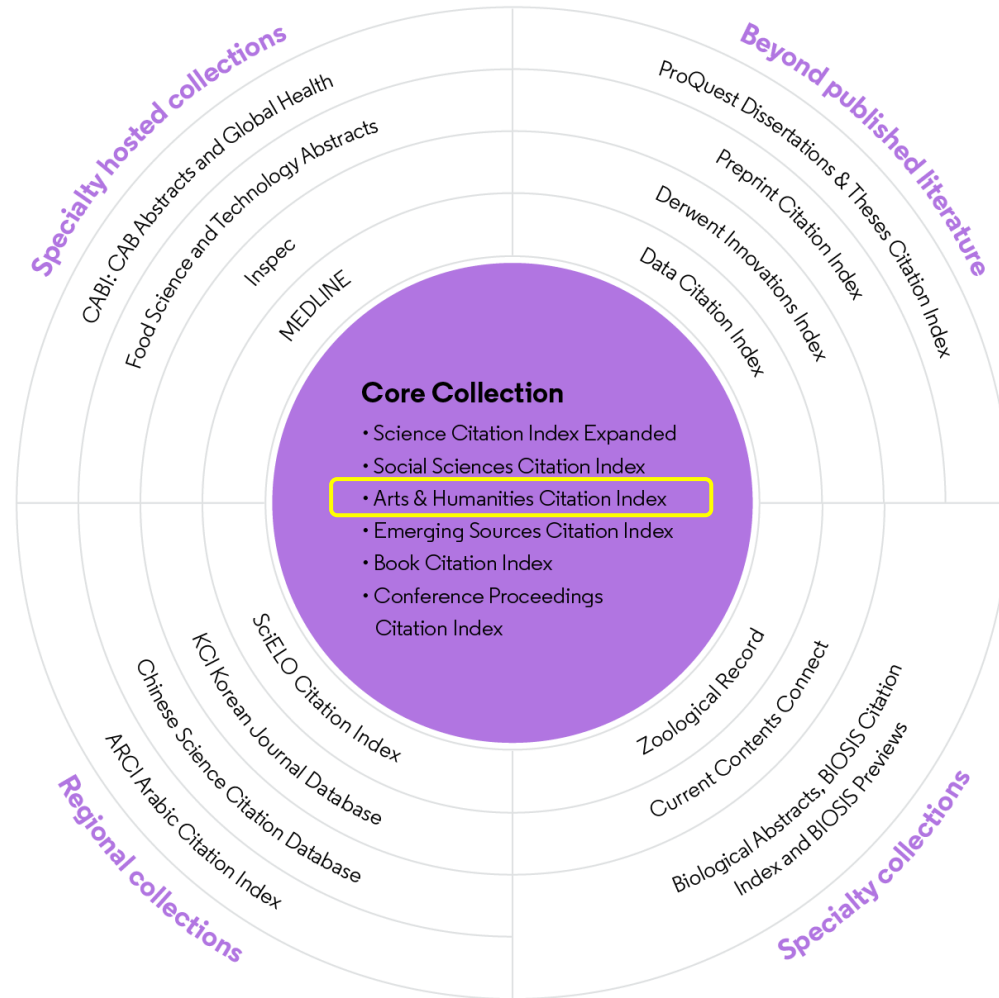 Specialty hosted collections
CABI: CAB Abstracts and Global Health
Food Science and Technology Abstracts
Inspec
MEDLINE
Beyond published literature
ProQuest Dissertations & Theses Citation Index
Preprint Citation Index
Derwent Innovations Index
Data Citation Index
Core Collection
• Science Citation Index Expanded
• Social Sciences Citation Index
• Arts & Humanities Citation Index
• Emerging Sources Citation Index
• Book Citation Index
• Conference Proceedings
Citation Index
SciELO Citation Index
KCI Korean Journal Database
Chinese Science Citation Database
ARCI Arabic Citation Index
Regional collections
Zoological Record
Current Contents Connect
Biological Abstracts, BIOSIS Citation
Index and BIOSIS Previews
Specialty collections